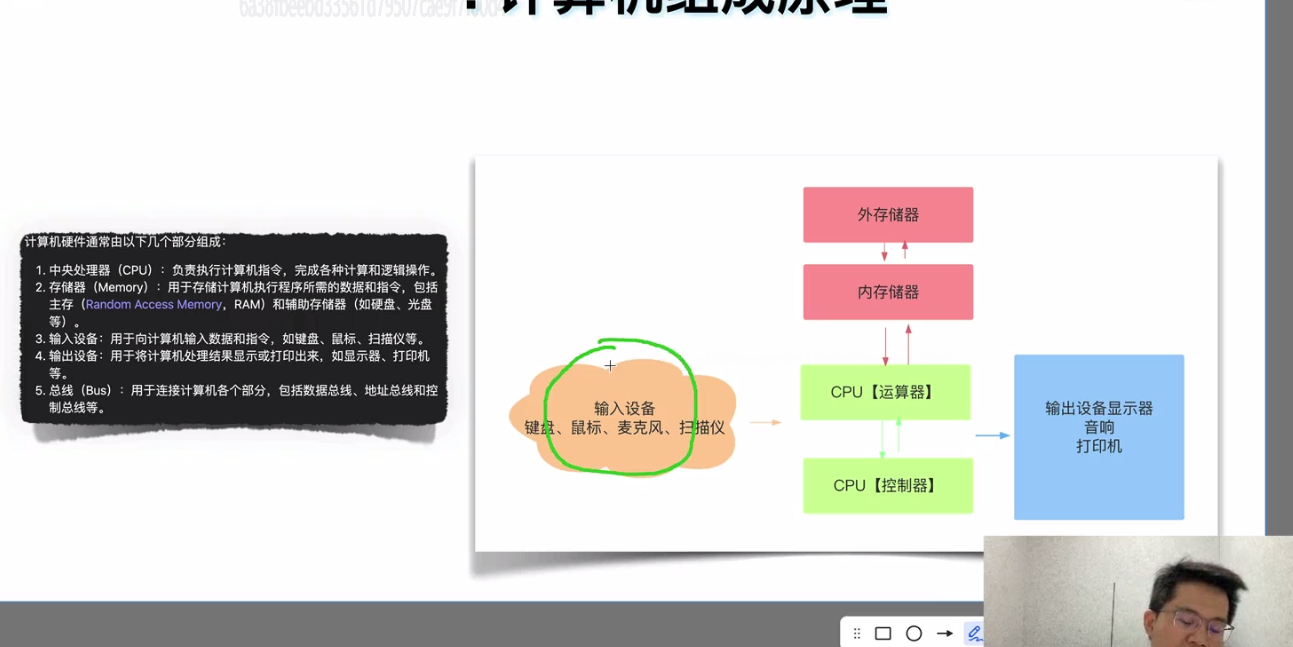 计算机组成原理
计算机硬件通常由以下几个部分组成：
1. 中央处理器（CPU）：负责执行计算机指令，完成各种计算和逻辑操作。
2. 存储器（Memory）：用于存储计算机执行程序所需的数据和指令，包括
主存（Random Access Memory，RAM）和辅助存储器（如硬盘、光盘
等）。
3. 输入设备：用于向计算机输入数据和指令，如键盘、鼠标、扫描仪等。
4. 输出设备：用于将计算机处理结果显示或打印出来，如显示器、打印机
等。
5. 总线（Bus）：用于连接计算机各个部分，包括数据总线、地址总线和控
制总线等。
外存储器
内存储器
输入设备
键盘、鼠标、麦克风、扫描仪
CPU【运算器】
CPU【控制器】
输出设备显示器
音响
打印机